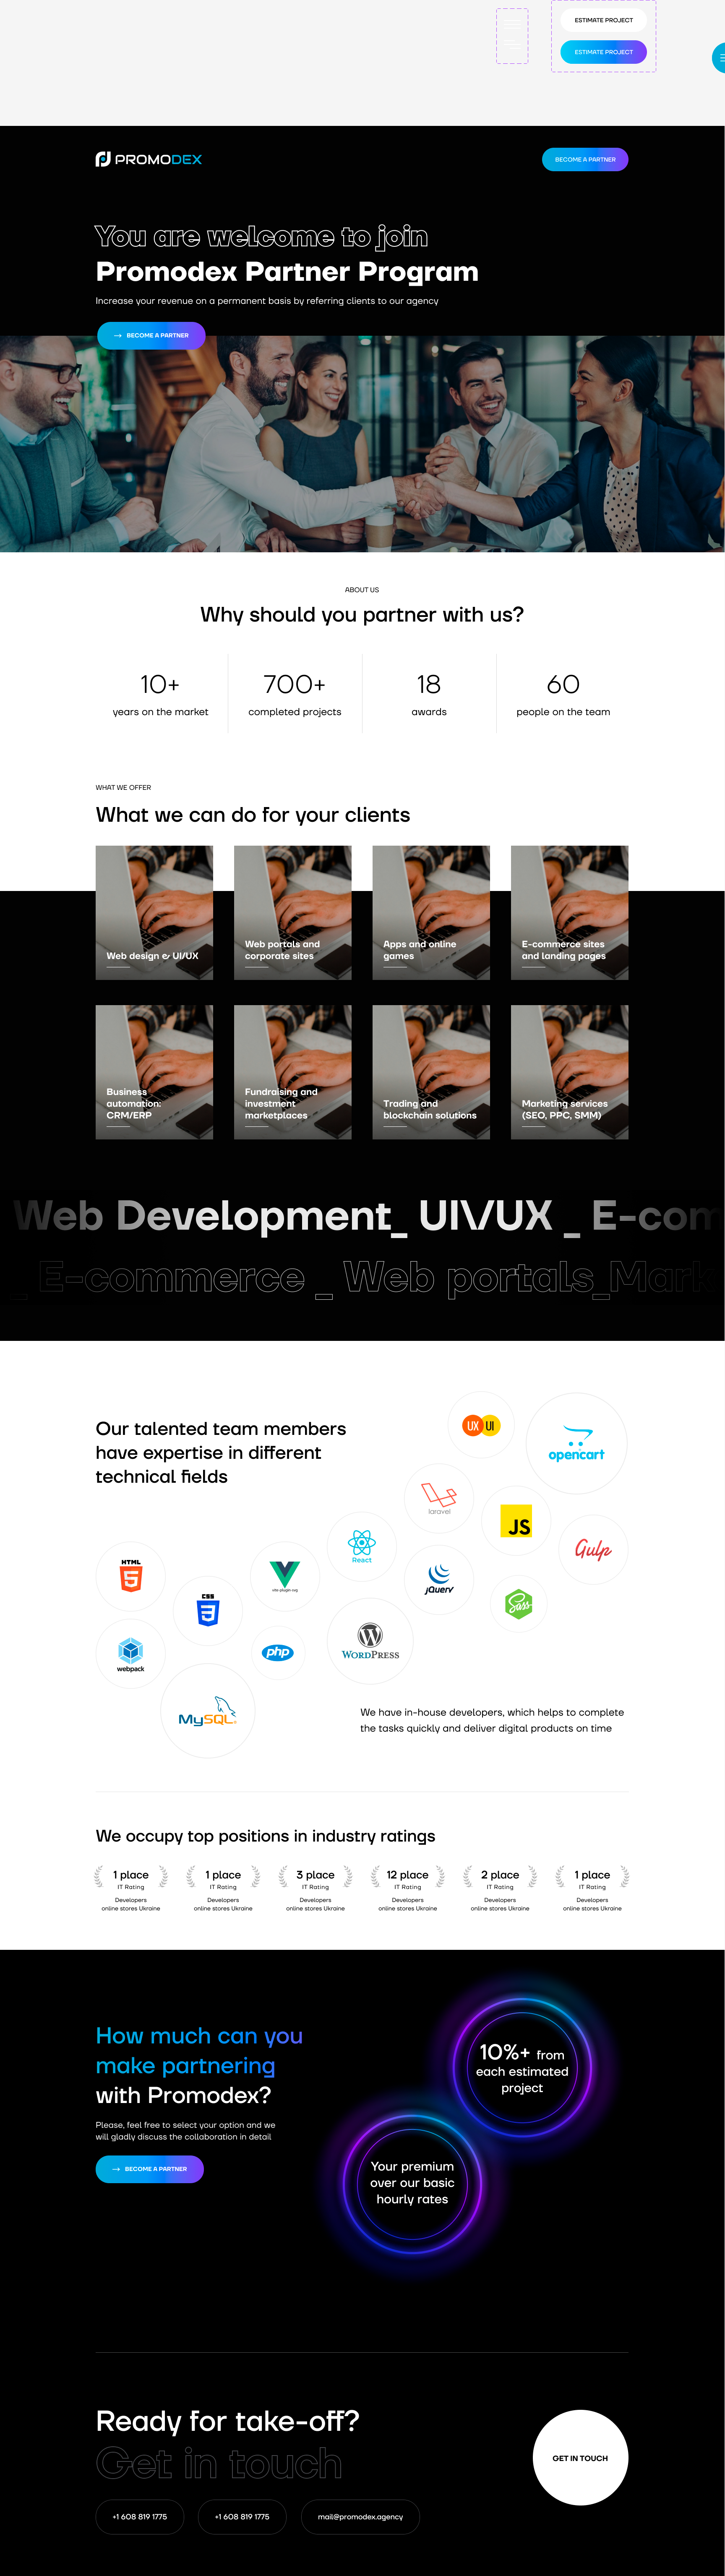 ESTIMATE PROJECT
ESTIMATE PROJECT
PROMODEX
BECOME A PARTNER
You are welcome to join
Promodex Partner Program
Increase your revenue on a permanent basis by referring clients to our agency
→ BECOME A PARTNER
ABOUT US
Why should you partner with us?
10+
years on the market
700+
completed projects
18
awards
60
people on the team
WHAT WE OFFER
What we can do for your clients
Web design & UI/UX
Web portals and
corporate sites
Apps and online
games
E-commerce sites
and landing pages
Business
automation:
CRM/ERP
Fundraising and
investment
marketplaces
Trading and
blockchain solutions
Marketing services
(SEO, PPC, SMM)
Web Development_ UI\/UX _ E-com
_ E-commerce _ Web portals_Mark
Our talented team members
have expertise in different
technical fields
UX UI
opencart
laravel
JS
React
Gulp
HTML
5
vite-plugin-svg
jQuery
CSS
3
Sass
webpack
php
WORDPRESS
MySQL
We have in-house developers, which helps to complete
the tasks quickly and deliver digital products on time
We occupy top positions in industry ratings
1 place
IT Rating
Developers
online stores Ukraine
1 place
IT Rating
Developers
online stores Ukraine
3 place
IT Rating
Developers
online stores Ukraine
12 place
IT Rating
Developers
online stores Ukraine
2 place
IT Rating
Developers
online stores Ukraine
1 place
IT Rating
Developers
online stores Ukraine
How much can you
make partnering
with Promodex?
Please, feel free to select your option and we
will gladly discuss the collaboration in detail
→ BECOME A PARTNER
10%+ from
each estimated
project
Your premium
over our basic
hourly rates
Ready for take-off?
Get in touch
GET IN TOUCH
+1 608 819 1775
+1 608 819 1775
mail@promodex.agency